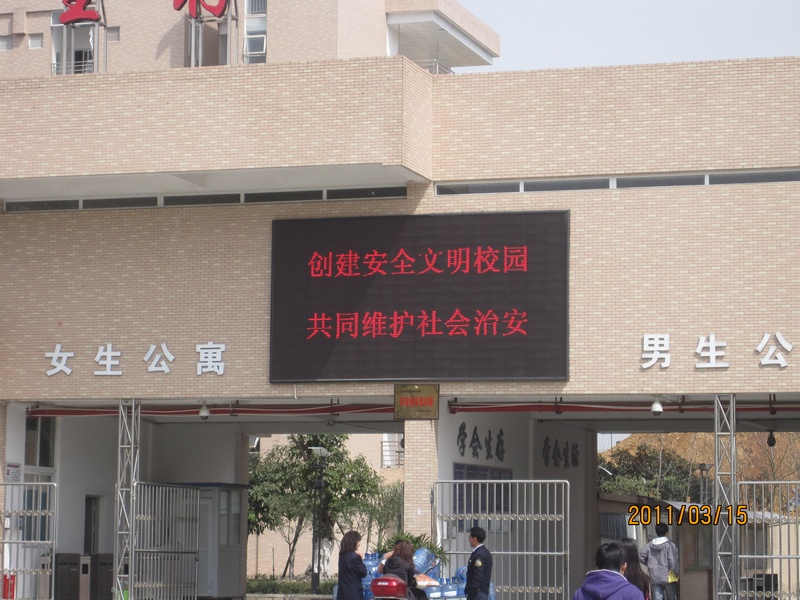 创建安全文明校园
共同维护社会治安
女生公寓
男生公
学会生存
学会生活
2011/03/15